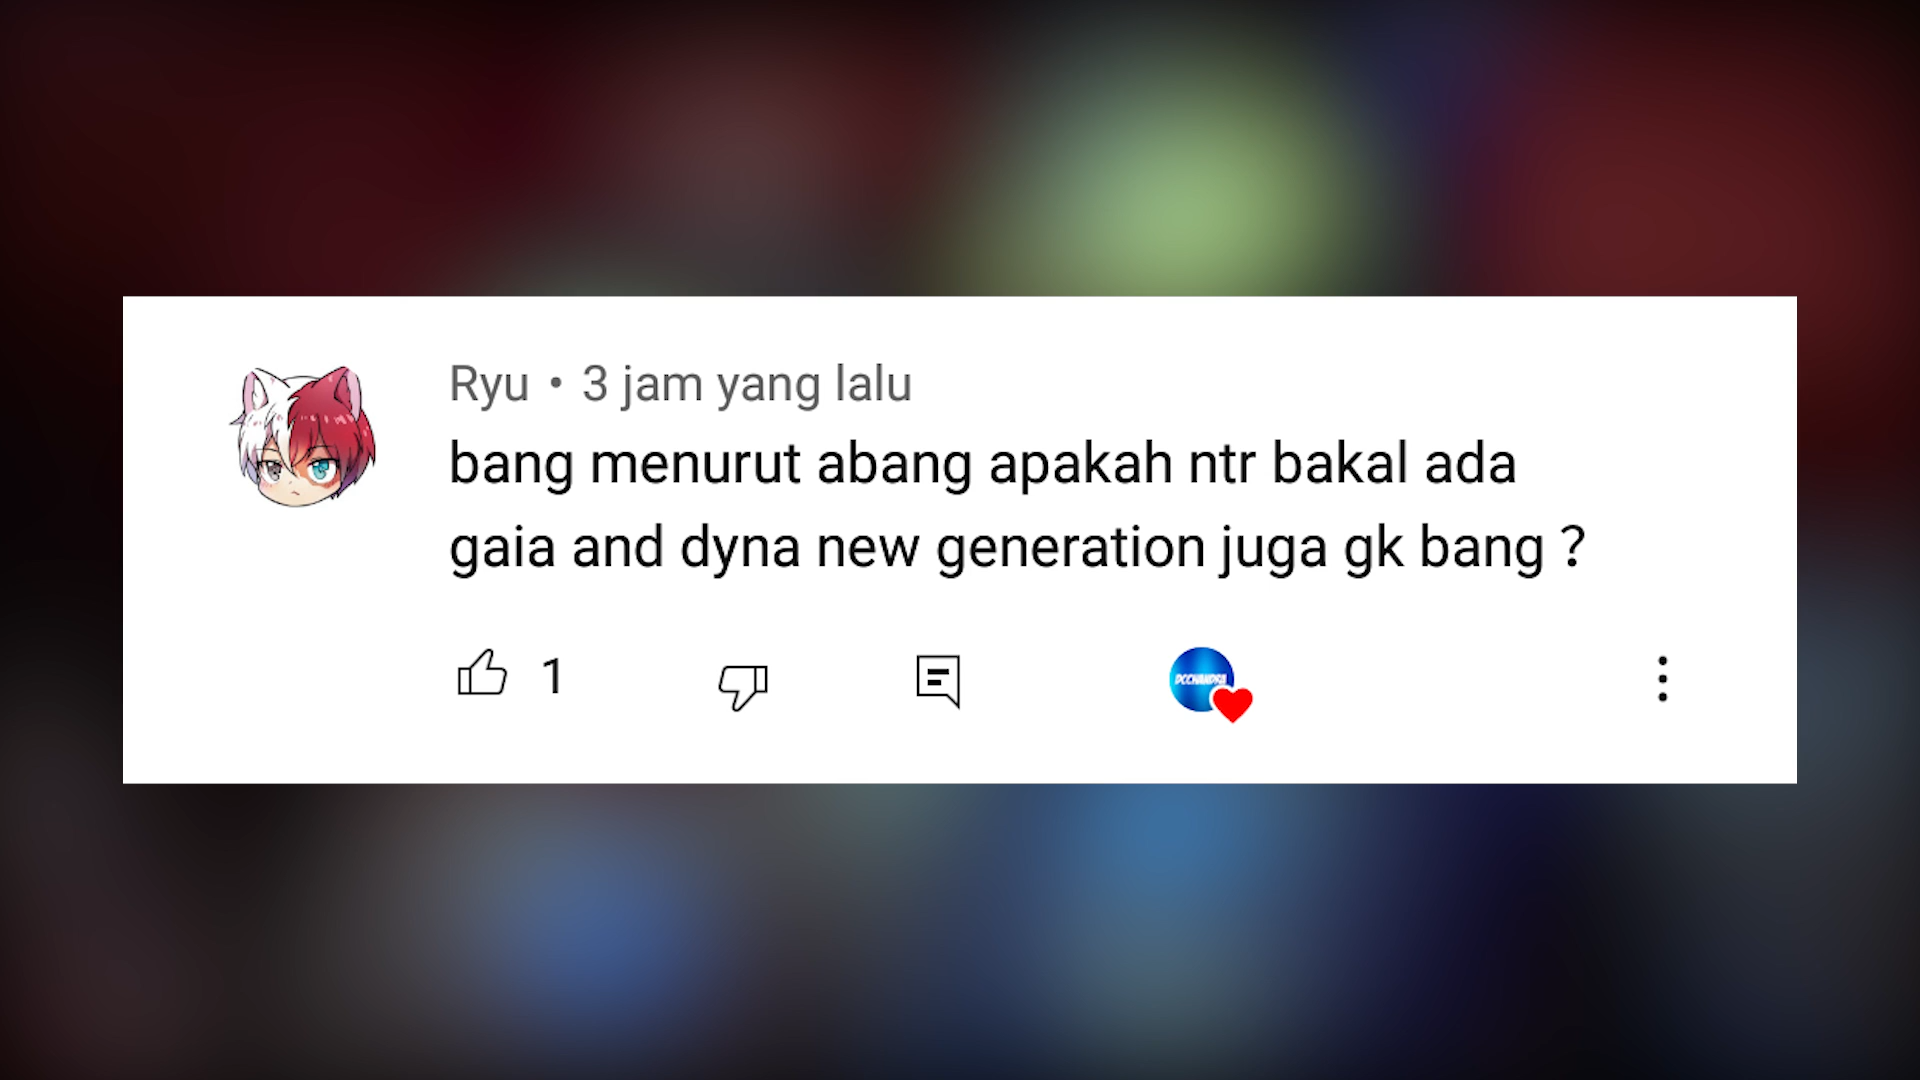 Ryu • 3 jam yang lalu
bang menurut abang apakah ntr bakal ada
gaia and dyna new generation juga gk bang ?
1
DCCHANDRA